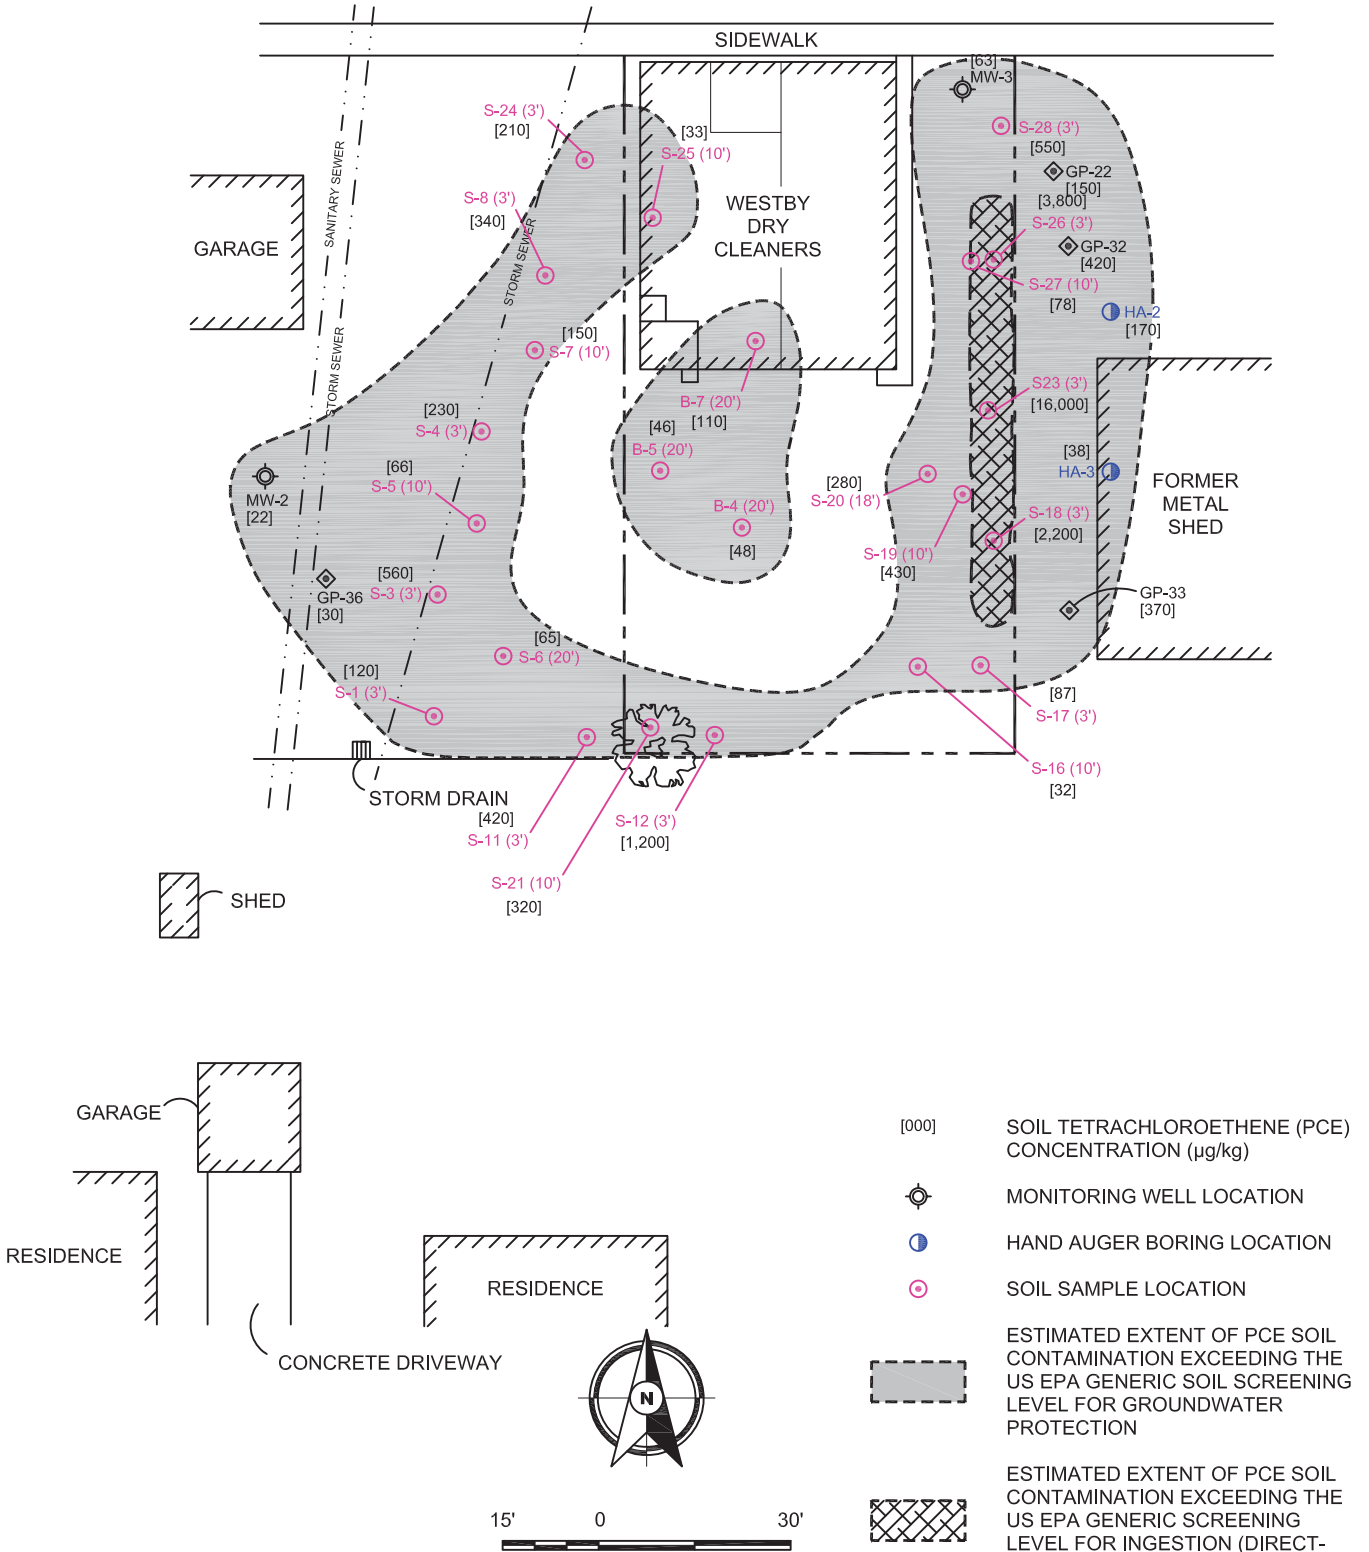 SIDEWALK
[63]
MW-3
S-24 (3')
[210]
[33]
S-25 (10')
S-28 (3')
[550]
GP-22
[150]
[3,800]
S-26 (3')
GP-32
[420]
S-27 (10')
[78]
HA-2
[170]
SANITARY SEWER
STORM SEWER
STORM SEWER
GARAGE
S-8 (3')
[340]
WESTBY
DRY
CLEANERS
[150]
S-7 (10')
[230]
S-4 (3')
[66]
S-5 (10')
MW-2
[22]
B-7 (20')
[110]
[46]
B-5 (20')
B-4 (20')
[48]
S23 (3')
[16,000]
[38]
HA-3
FORMER
METAL
SHED
[280]
S-20 (18')
S-18 (3')
[2,200]
S-19 (10')
[430]
GP-36
[30]
[560]
S-3 (3')
GP-33
[370]
[65]
S-6 (20')
[120]
S-1 (3')
[87]
S-17 (3')
S-16 (10')
[32]
STORM DRAIN
[420]
S-11 (3')
S-12 (3')
[1,200]
S-21 (10')
[320]
SHED
GARAGE
RESIDENCE
RESIDENCE
CONCRETE DRIVEWAY
N
15'
0
30'
[000]
SOIL TETRACHLOROETHENE (PCE)
CONCENTRATION (µg/kg)
MONITORING WELL LOCATION
HAND AUGER BORING LOCATION
SOIL SAMPLE LOCATION
ESTIMATED EXTENT OF PCE SOIL
CONTAMINATION EXCEEDING THE
US EPA GENERIC SOIL SCREENING
LEVEL FOR GROUNDWATER
PROTECTION
ESTIMATED EXTENT OF PCE SOIL
CONTAMINATION EXCEEDING THE
US EPA GENERIC SCREENING
LEVEL FOR INGESTION (DIRECT-